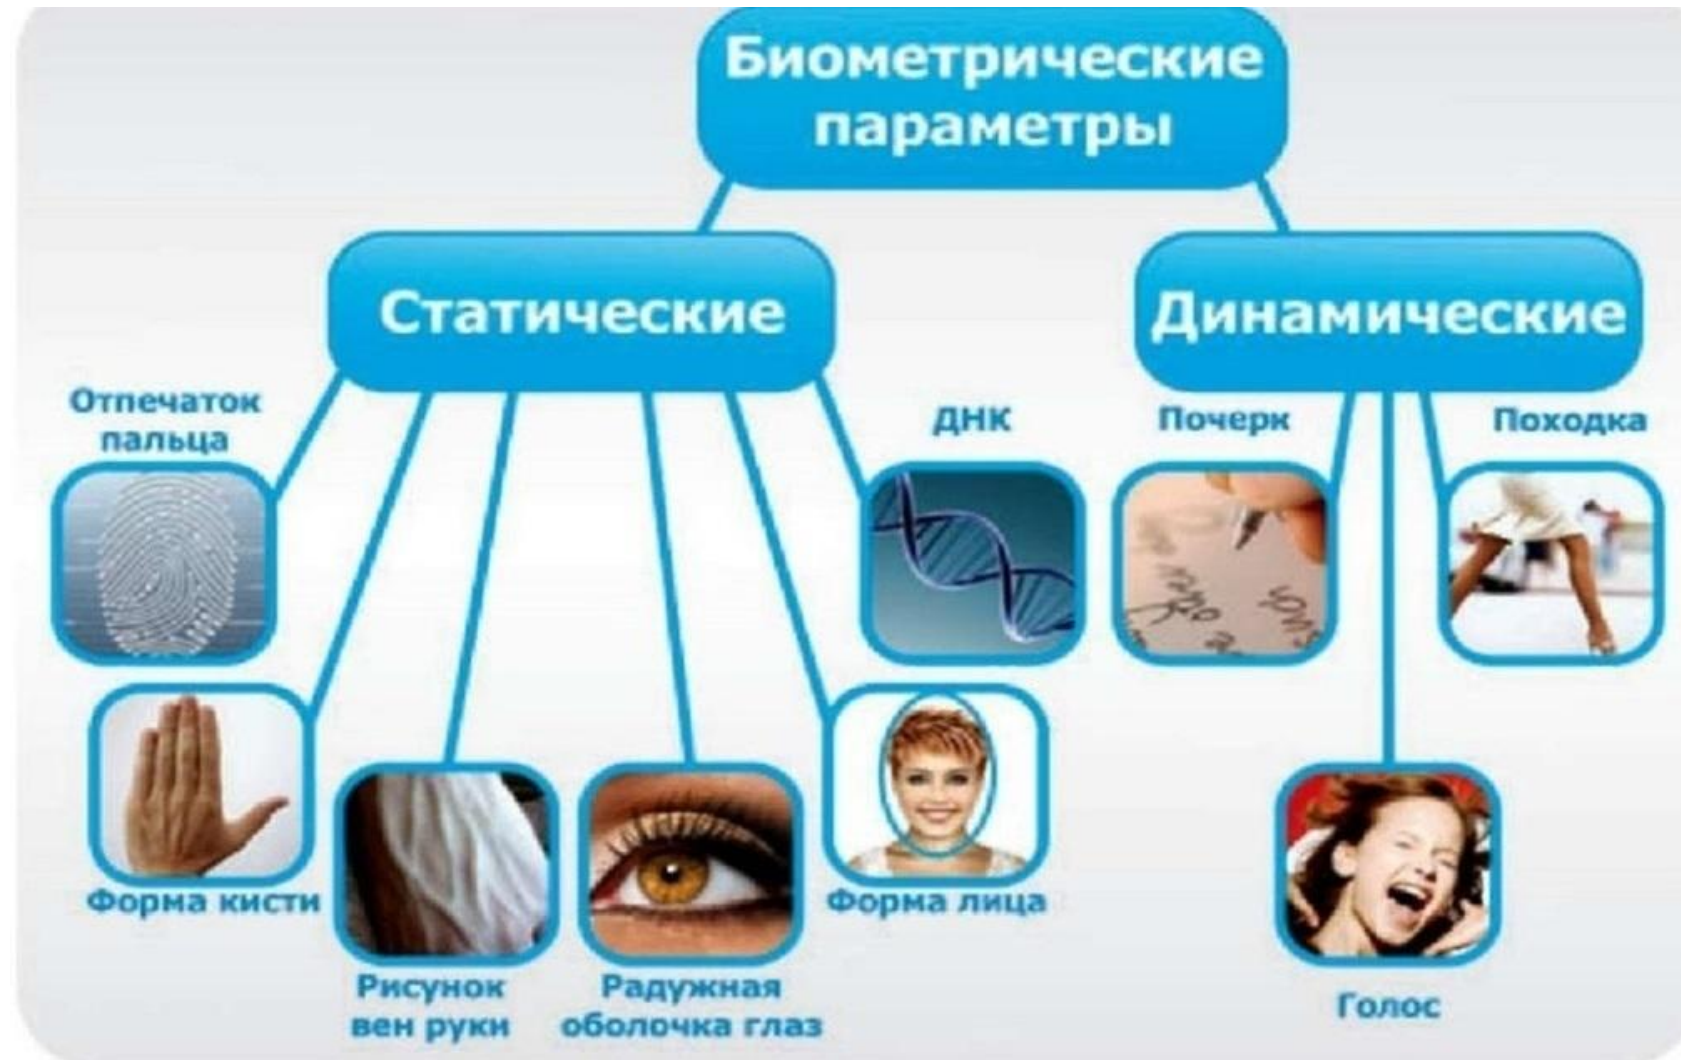 Биометрические
параметры
Статические
Динамические
Отпечаток
пальца
ДНК
Почерк
Походка
Форма кисти
Форма лица
Рисунок
вен руки
Радужная
оболочка глаз
Голос